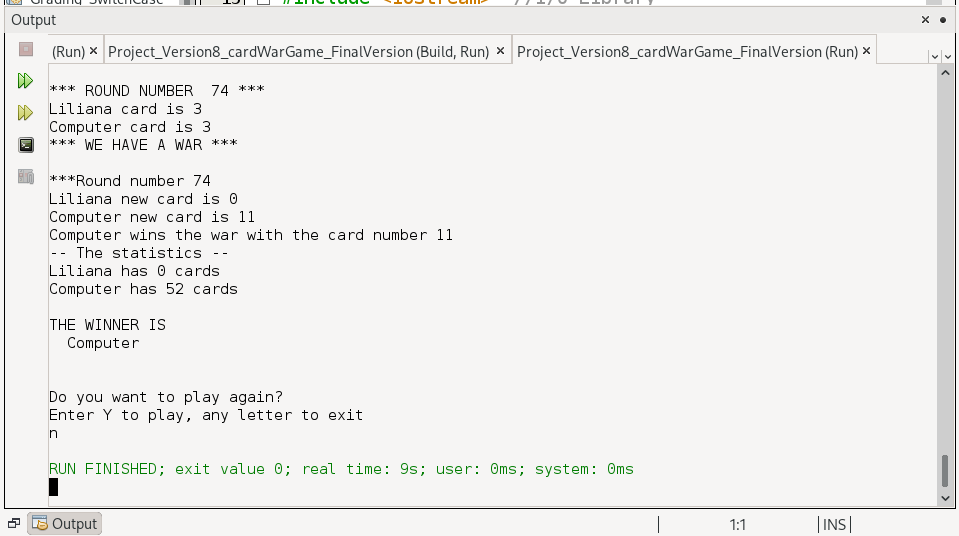 Grading_SwitchCase 15 #include <iostream> //I/O Library
Output
(Run) Project_Version8_cardWarGame_FinalVersion (Build, Run) Project_Version8_cardWarGame_FinalVersion (Run)
*** ROUND NUMBER  74 ***
Liliana card is 3
Computer card is 3
*** WE HAVE A WAR ***
***Round number 74
Liliana new card is 0
Computer new card is 11
Computer wins the war with the card number 11
-- The statistics --
Liliana has 0 cards
Computer has 52 cards
THE WINNER IS
  Computer
Do you want to play again?
Enter Y to play, any letter to exit
n
RUN FINISHED; exit value 0; real time: 9s; user: 0ms; system: 0ms
Output 1:1 INS